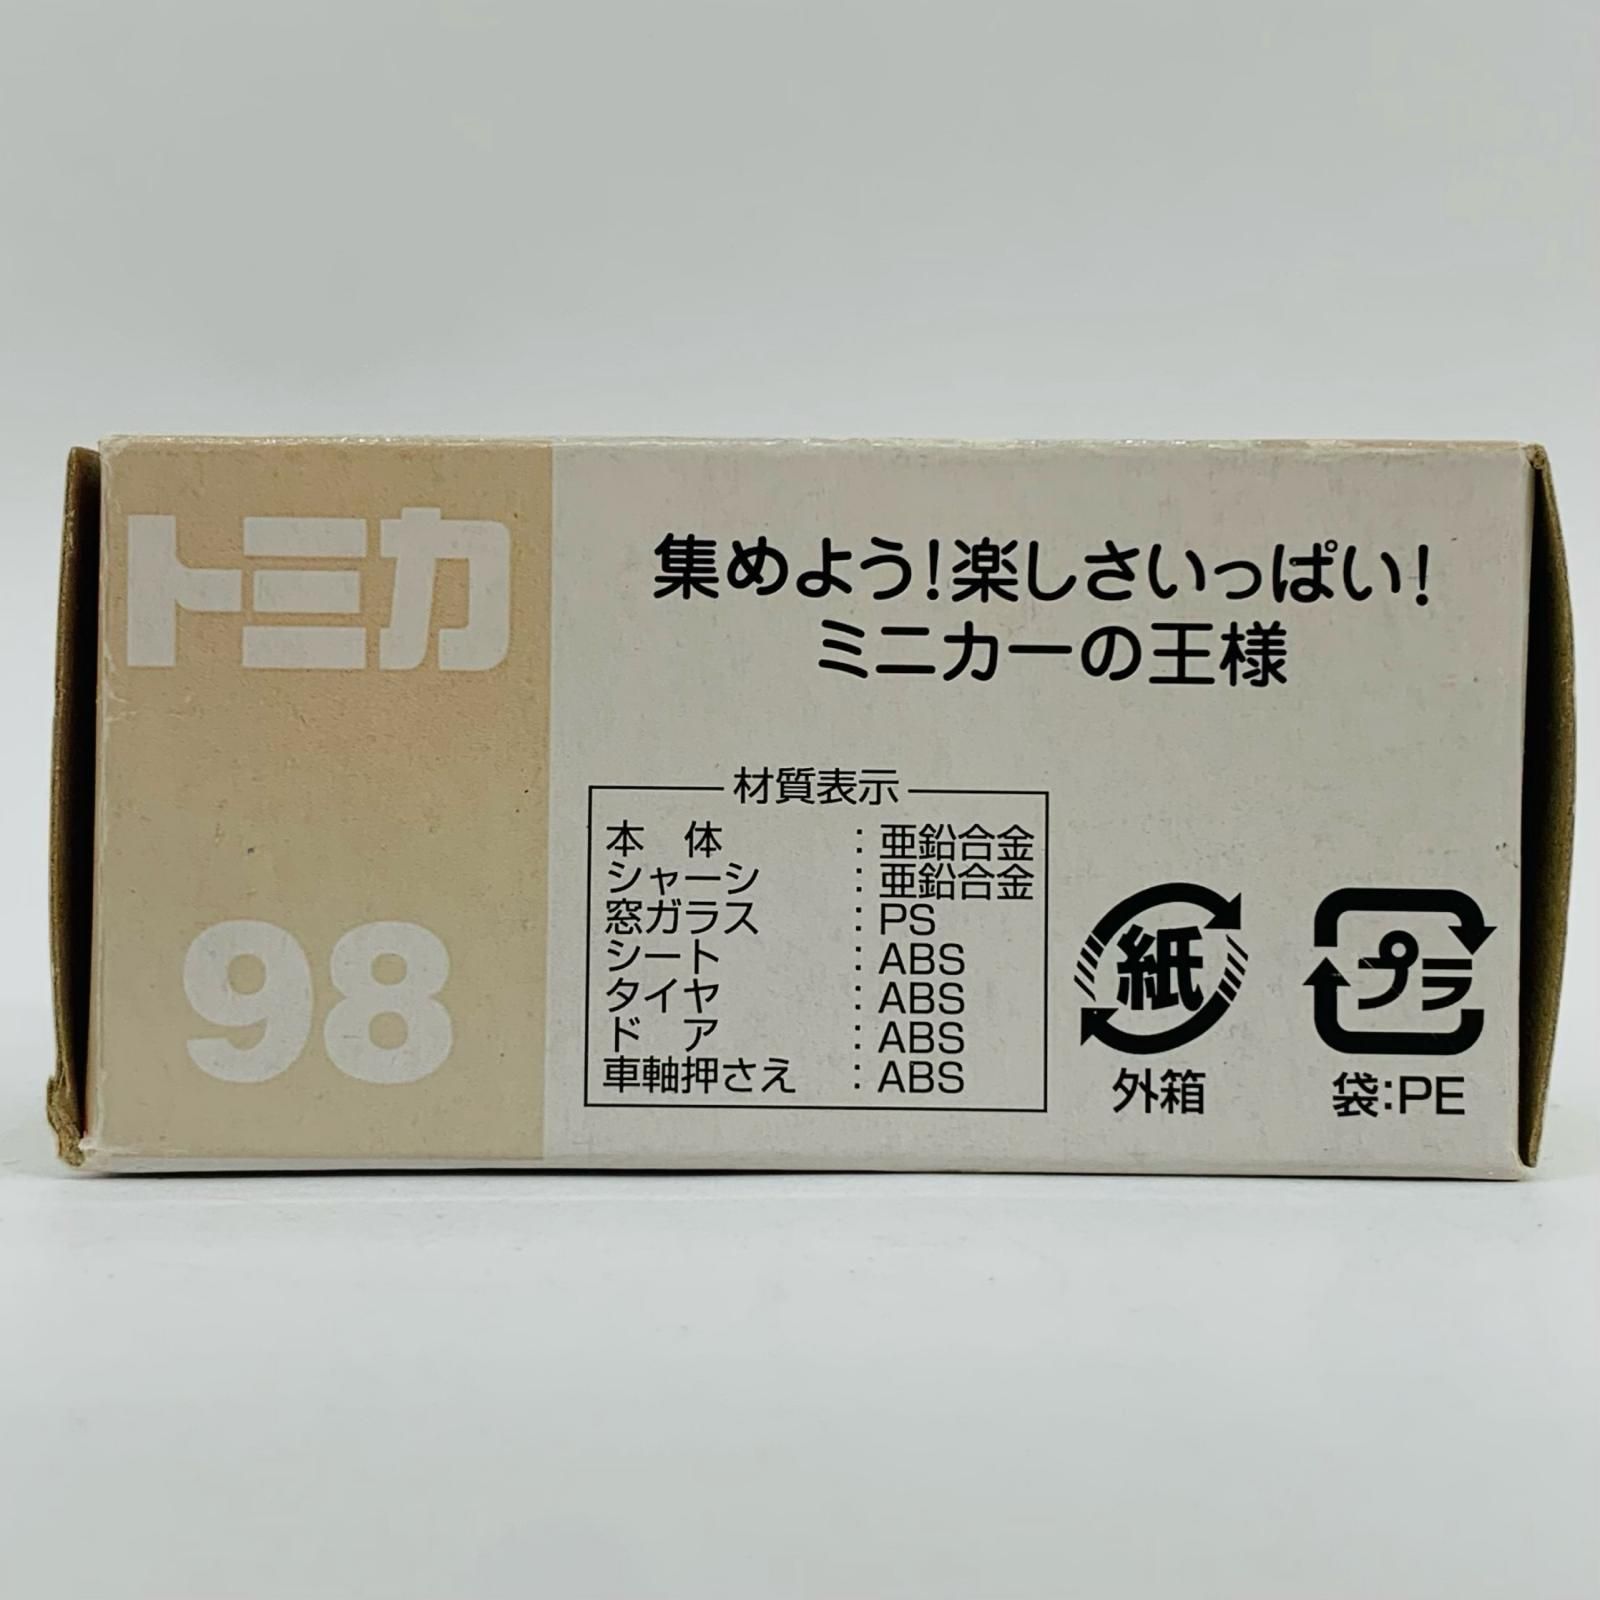 トミカ
98
集めよう!楽しさいっぱい!
ミニカーの王様
材質表示
本　体　：亜鉛合金
シャーシ　：亜鉛合金
窓ガラス　：PS
シート　：ABS
タイヤ　：ABS
ド　ア　：ABS
車軸押さえ　：ABS
紙
外箱
プラ
袋:PE